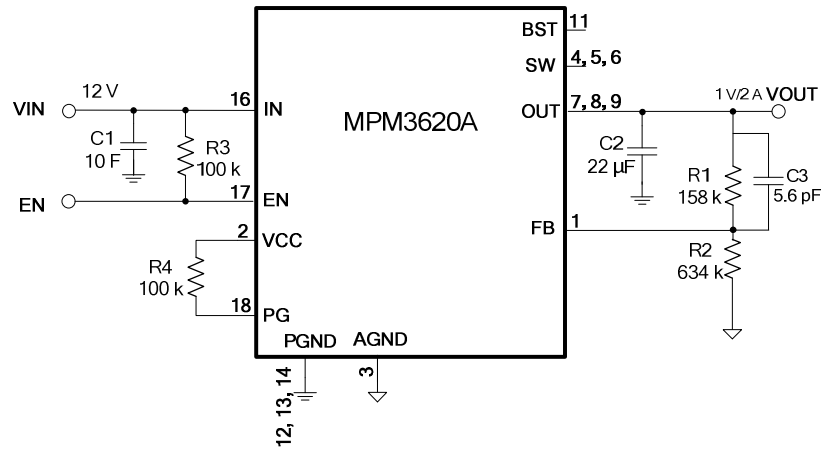 BST
11
SW
4, 5, 6
VIN
12 V
16
IN
MPM3620A
OUT
7, 8, 9
1 V/2 A VOUT
C1
10 F
R3
100 k
C2
22 µF
R1
158 k
C3
5.6 pF
EN
17
EN
2
VCC
FB
1
R4
100 k
R2
634 k
18
PG
PGND
AGND
12, 13, 14
3